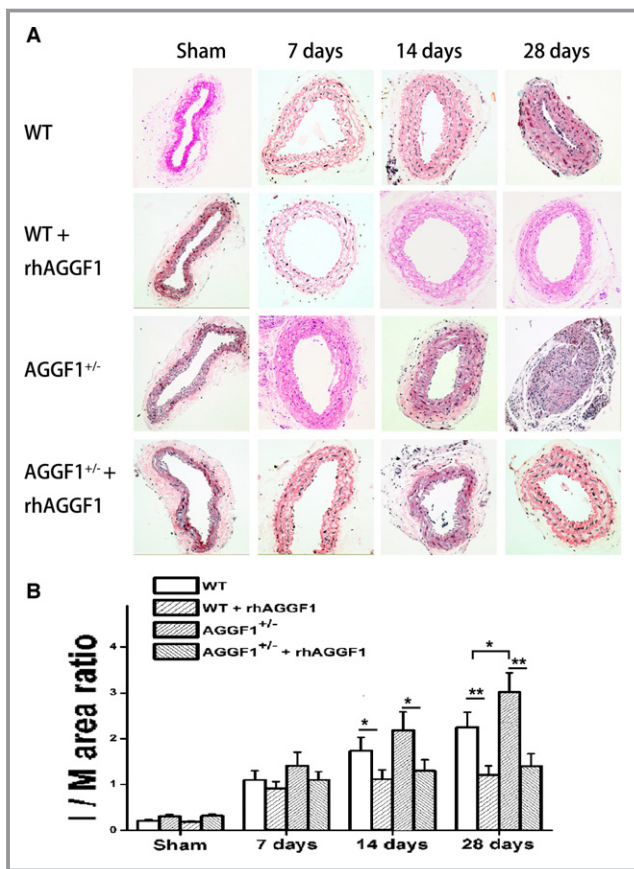 A
Sham 7 days 14 days 28 days
WT
WT +
rhAGGF1
AGGF1+/-
AGGF1+/- +
rhAGGF1
B
WT
WT + rhAGGF1
AGGF1+/-
AGGF1+/- + rhAGGF1
I / M area ratio
4
3
2
1
0
* * ** * **
Sham 7 days 14 days 28 days